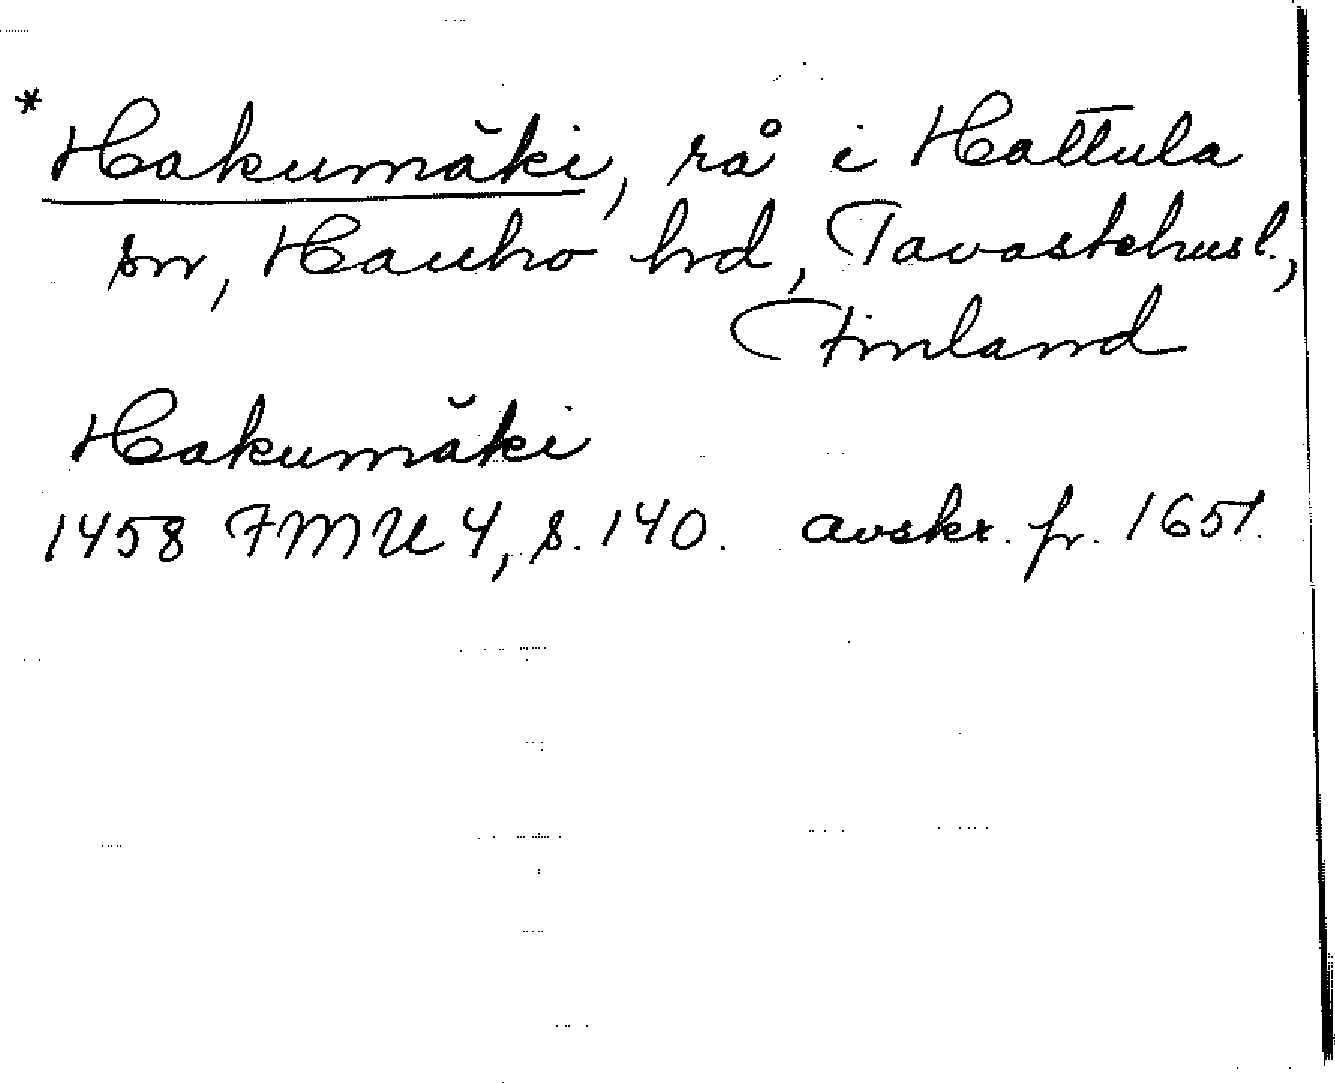 * Hakumäki, rå i Hattula
sn, Hauho hd, Tavastehusl.,
Finland
Hakumäki
1458 FMU 4, s. 140. avskr. fr. 1651.